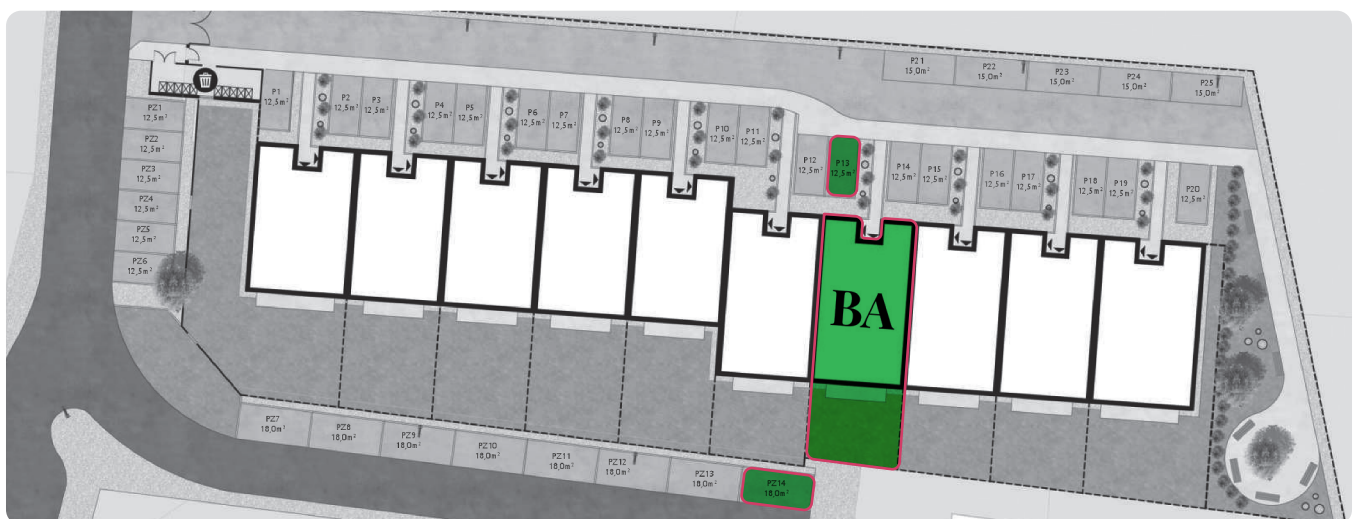 P21
15,0m²
P22
15,0m²
P23
15,0m²
P24
15,0m²
P25
15,0m²
P1
12,5m²
P2
12,5m²
P3
12,5m²
P4
12,5m²
P5
12,5m²
P6
12,5m²
P7
12,5m²
P8
12,5m²
P9
12,5m²
P10
12,5m²
P11
12,5m²
P12
12,5m²
P13
12,5m²
P14
12,5m²
P15
12,5m²
P16
12,5m²
P17
12,5m²
P18
12,5m²
P19
12,5m²
P20
12,5m²
PZ1
12,5m²
PZ2
12,5m²
PZ3
12,5m²
PZ4
12,5m²
PZ5
12,5m²
PZ6
12,5m²
BA
PZ7
18,0m²
PZ8
18,0m²
PZ9
18,0m²
PZ10
18,0m²
PZ11
18,0m²
PZ12
18,0m²
PZ13
18,0m²
PZ14
18,0m²